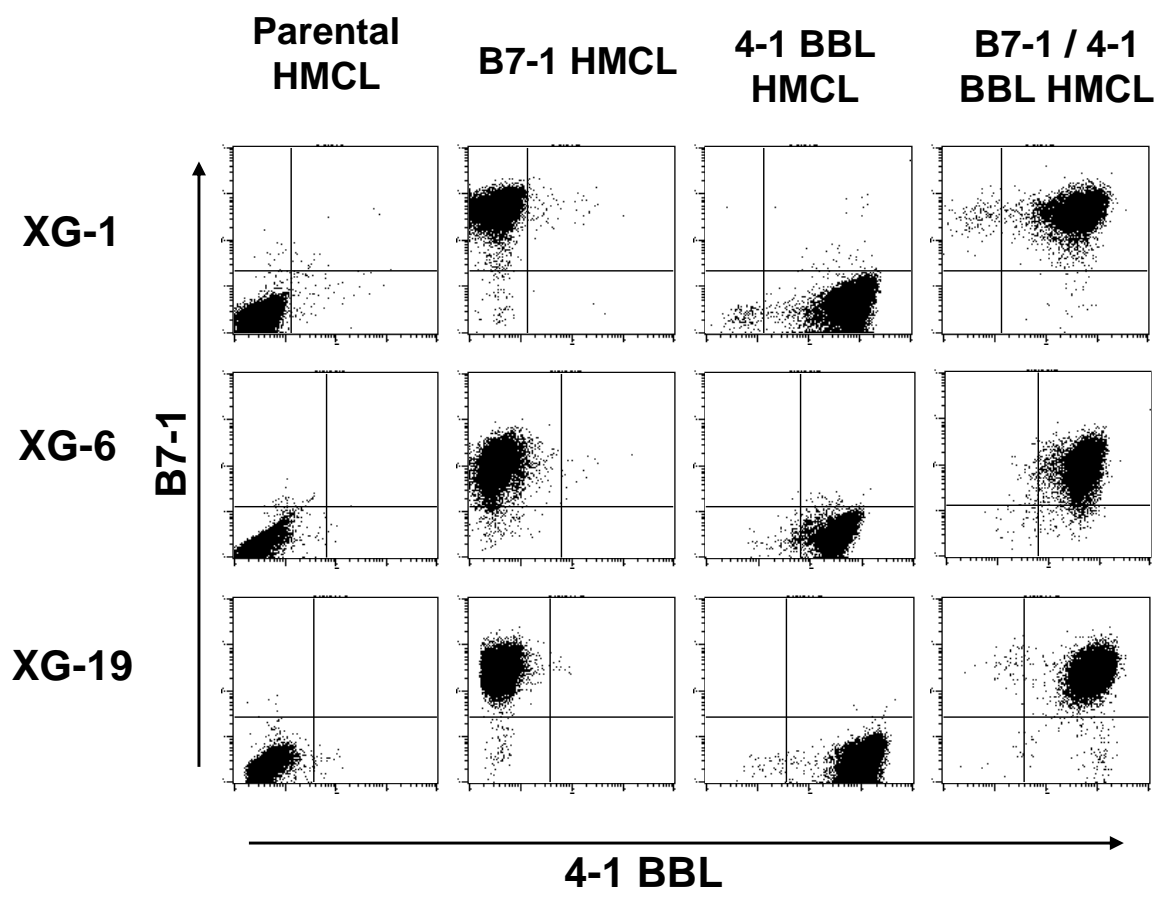 Parental
HMCL
B7-1 HMCL
4-1 BBL
HMCL
B7-1 / 4-1
BBL HMCL
XG-1
XG-6
XG-19
B7-1
4-1 BBL